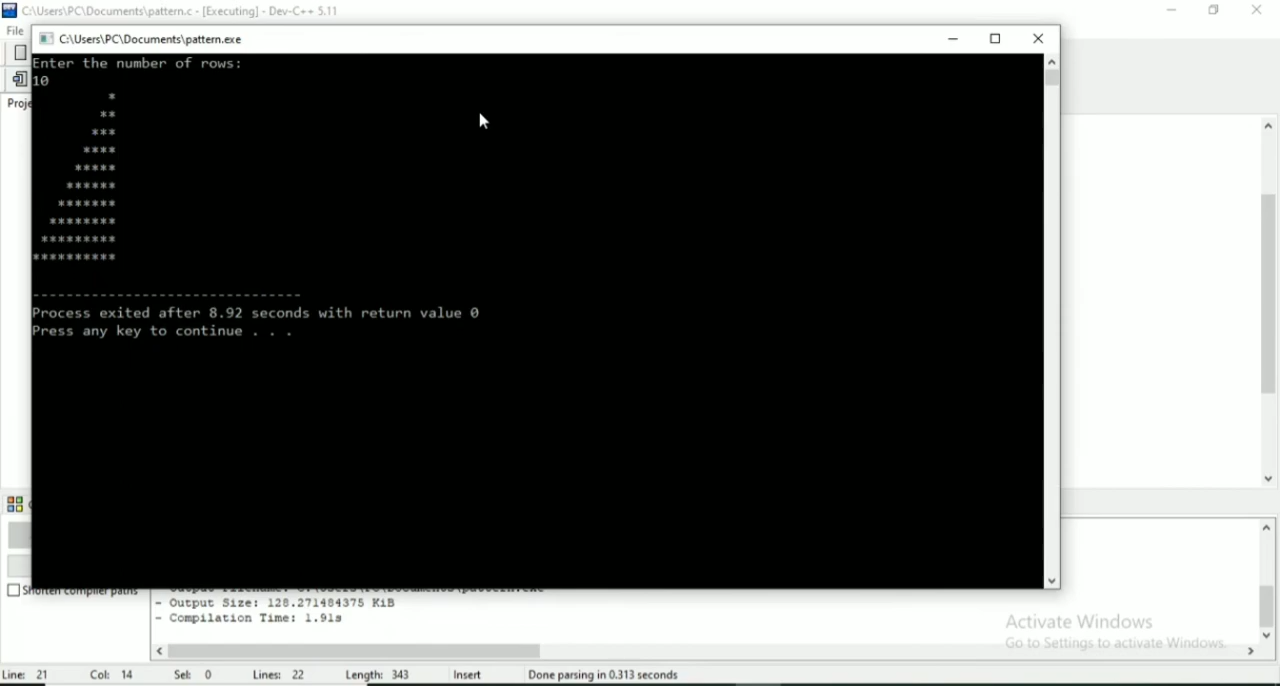 C:\Users\PC\Documents\pattern.c - [Executing] - Dev-C++ 5.11
File
C:\Users\PC\Documents\pattern.exe
Proje
Enter the number of rows:
10
         *
        **
       ***
      ****
     *****
    ******
   *******
  ********
 *********
**********
--------------------------------
Process exited after 8.92 seconds with return value 0
Press any key to continue . . .
Shorten compiler paths
- Output Size: 128.271484375 KiB
- Compilation Time: 1.91s
Activate Windows
Go to Settings to activate Windows.
Line: 21 Col: 14 Sel: 0 Lines: 22 Length: 343 Insert Done parsing in 0.313 seconds